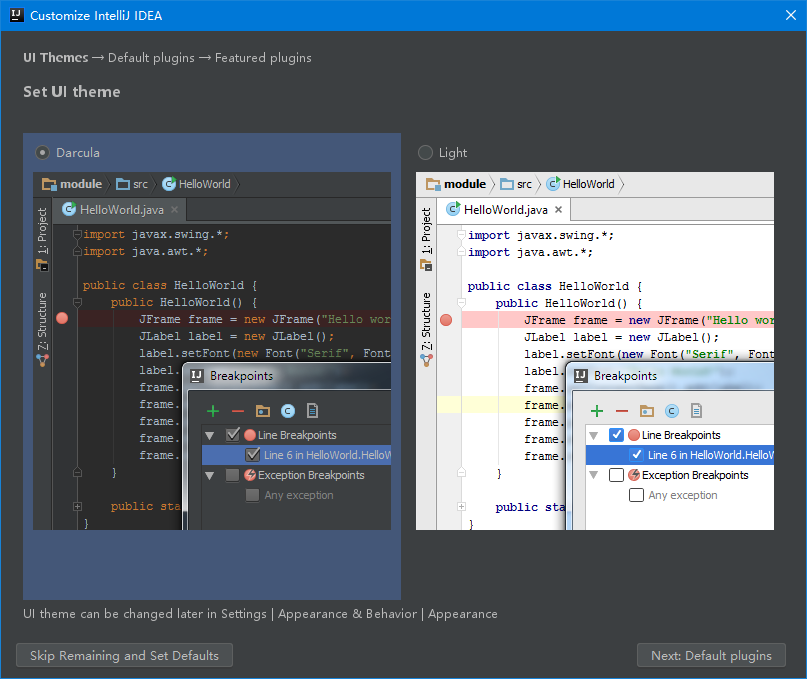 Customize IntelliJ IDEA
UI Themes → Default plugins → Featured plugins
Set UI theme
Darcula
module src HelloWorld
HelloWorld.java
1: Project
Z: Structure
import javax.swing.*;
import java.awt.*;
public class HelloWorld {
public HelloWorld() {
JFrame frame = new JFrame("Hello wor
JLabel label = new JLabel();
label.setFont(new Font("Serif", Font
label.
frame.
frame.
frame.
frame.
frame.
}
public sta
}
Breakpoints
Line Breakpoints
Line 6 in HelloWorld.HelloW
Exception Breakpoints
Any exception
Light
module src HelloWorld
HelloWorld.java
1: Project
Z: Structure
import javax.swing.*;
import java.awt.*;
public class HelloWorld {
public HelloWorld() {
JFrame frame = new JFrame("Hello wor
JLabel label = new JLabel();
label.setFont(new Font("Serif", Font
label.
frame.
frame.
frame.
frame.
frame.
}
public sta
}
Breakpoints
Line Breakpoints
Line 6 in HelloWorld.HelloW
Exception Breakpoints
Any exception
UI theme can be changed later in Settings | Appearance & Behavior | Appearance
Skip Remaining and Set Defaults
Next: Default plugins